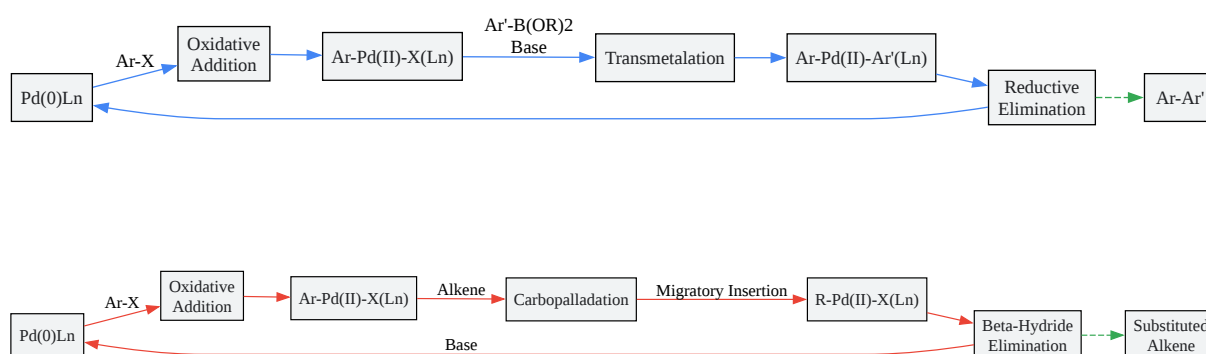 Pd(0)Ln
Ar-X
Oxidative
Addition
Ar-Pd(II)-X(Ln)
Ar'-B(OR)2
Base
Transmetalation
Ar-Pd(II)-Ar'(Ln)
Reductive
Elimination
Ar-Ar'
Pd(0)Ln
Ar-X
Oxidative
Addition
Ar-Pd(II)-X(Ln)
Alkene
Carbopalladation
Migratory Insertion
R-Pd(II)-X(Ln)
Beta-Hydride
Elimination
Substituted
Alkene
Base